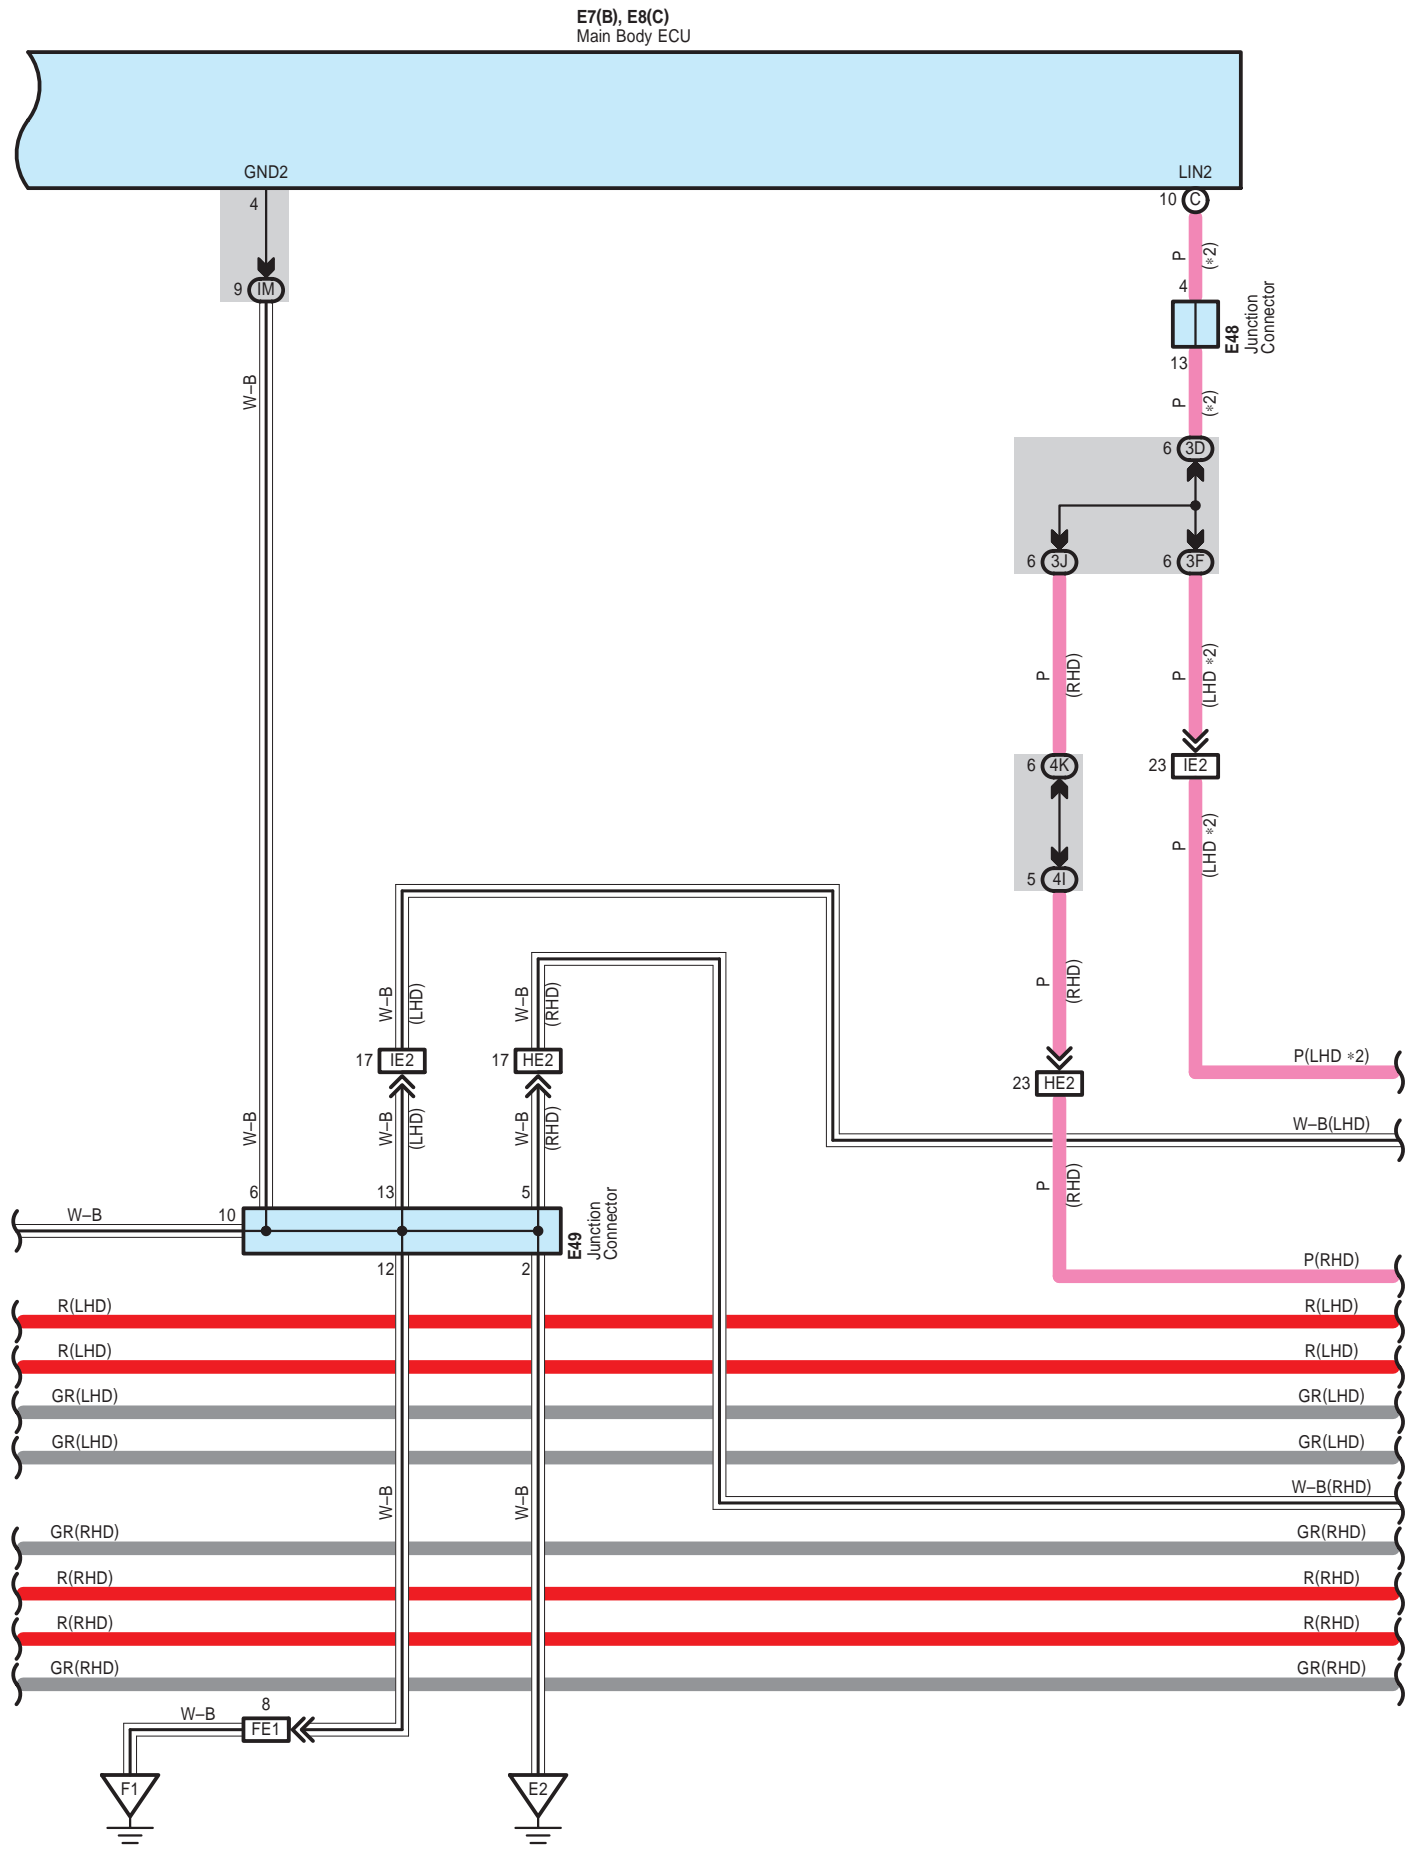 E7(B), E8(C)
Main Body ECU
GND2
LIN2
4
10 C
P
(*2)
9 IM
4
E48
Junction
Connector
13
W–B
P
(*2)
6 3D
6 3J
6 3F
P
(RHD)
P
(LHD *2)
6 4K
23 IE2
P
(LHD *2)
5 4I
W–B
(LHD)
W–B
(RHD)
P
(RHD)
17 IE2
17 HE2
P(LHD *2)
23 HE2
W–B
W–B
(LHD)
W–B
(RHD)
W–B(LHD)
P
(RHD)
6
13
5
W–B
10
E49
Junction
Connector
12
2
P(RHD)
R(LHD)
R(LHD)
R(LHD)
R(LHD)
GR(LHD)
GR(LHD)
GR(LHD)
GR(LHD)
W–B
W–B
W–B(RHD)
GR(RHD)
GR(RHD)
R(RHD)
R(RHD)
R(RHD)
R(RHD)
GR(RHD)
GR(RHD)
W–B
8
FE1
F1
E2